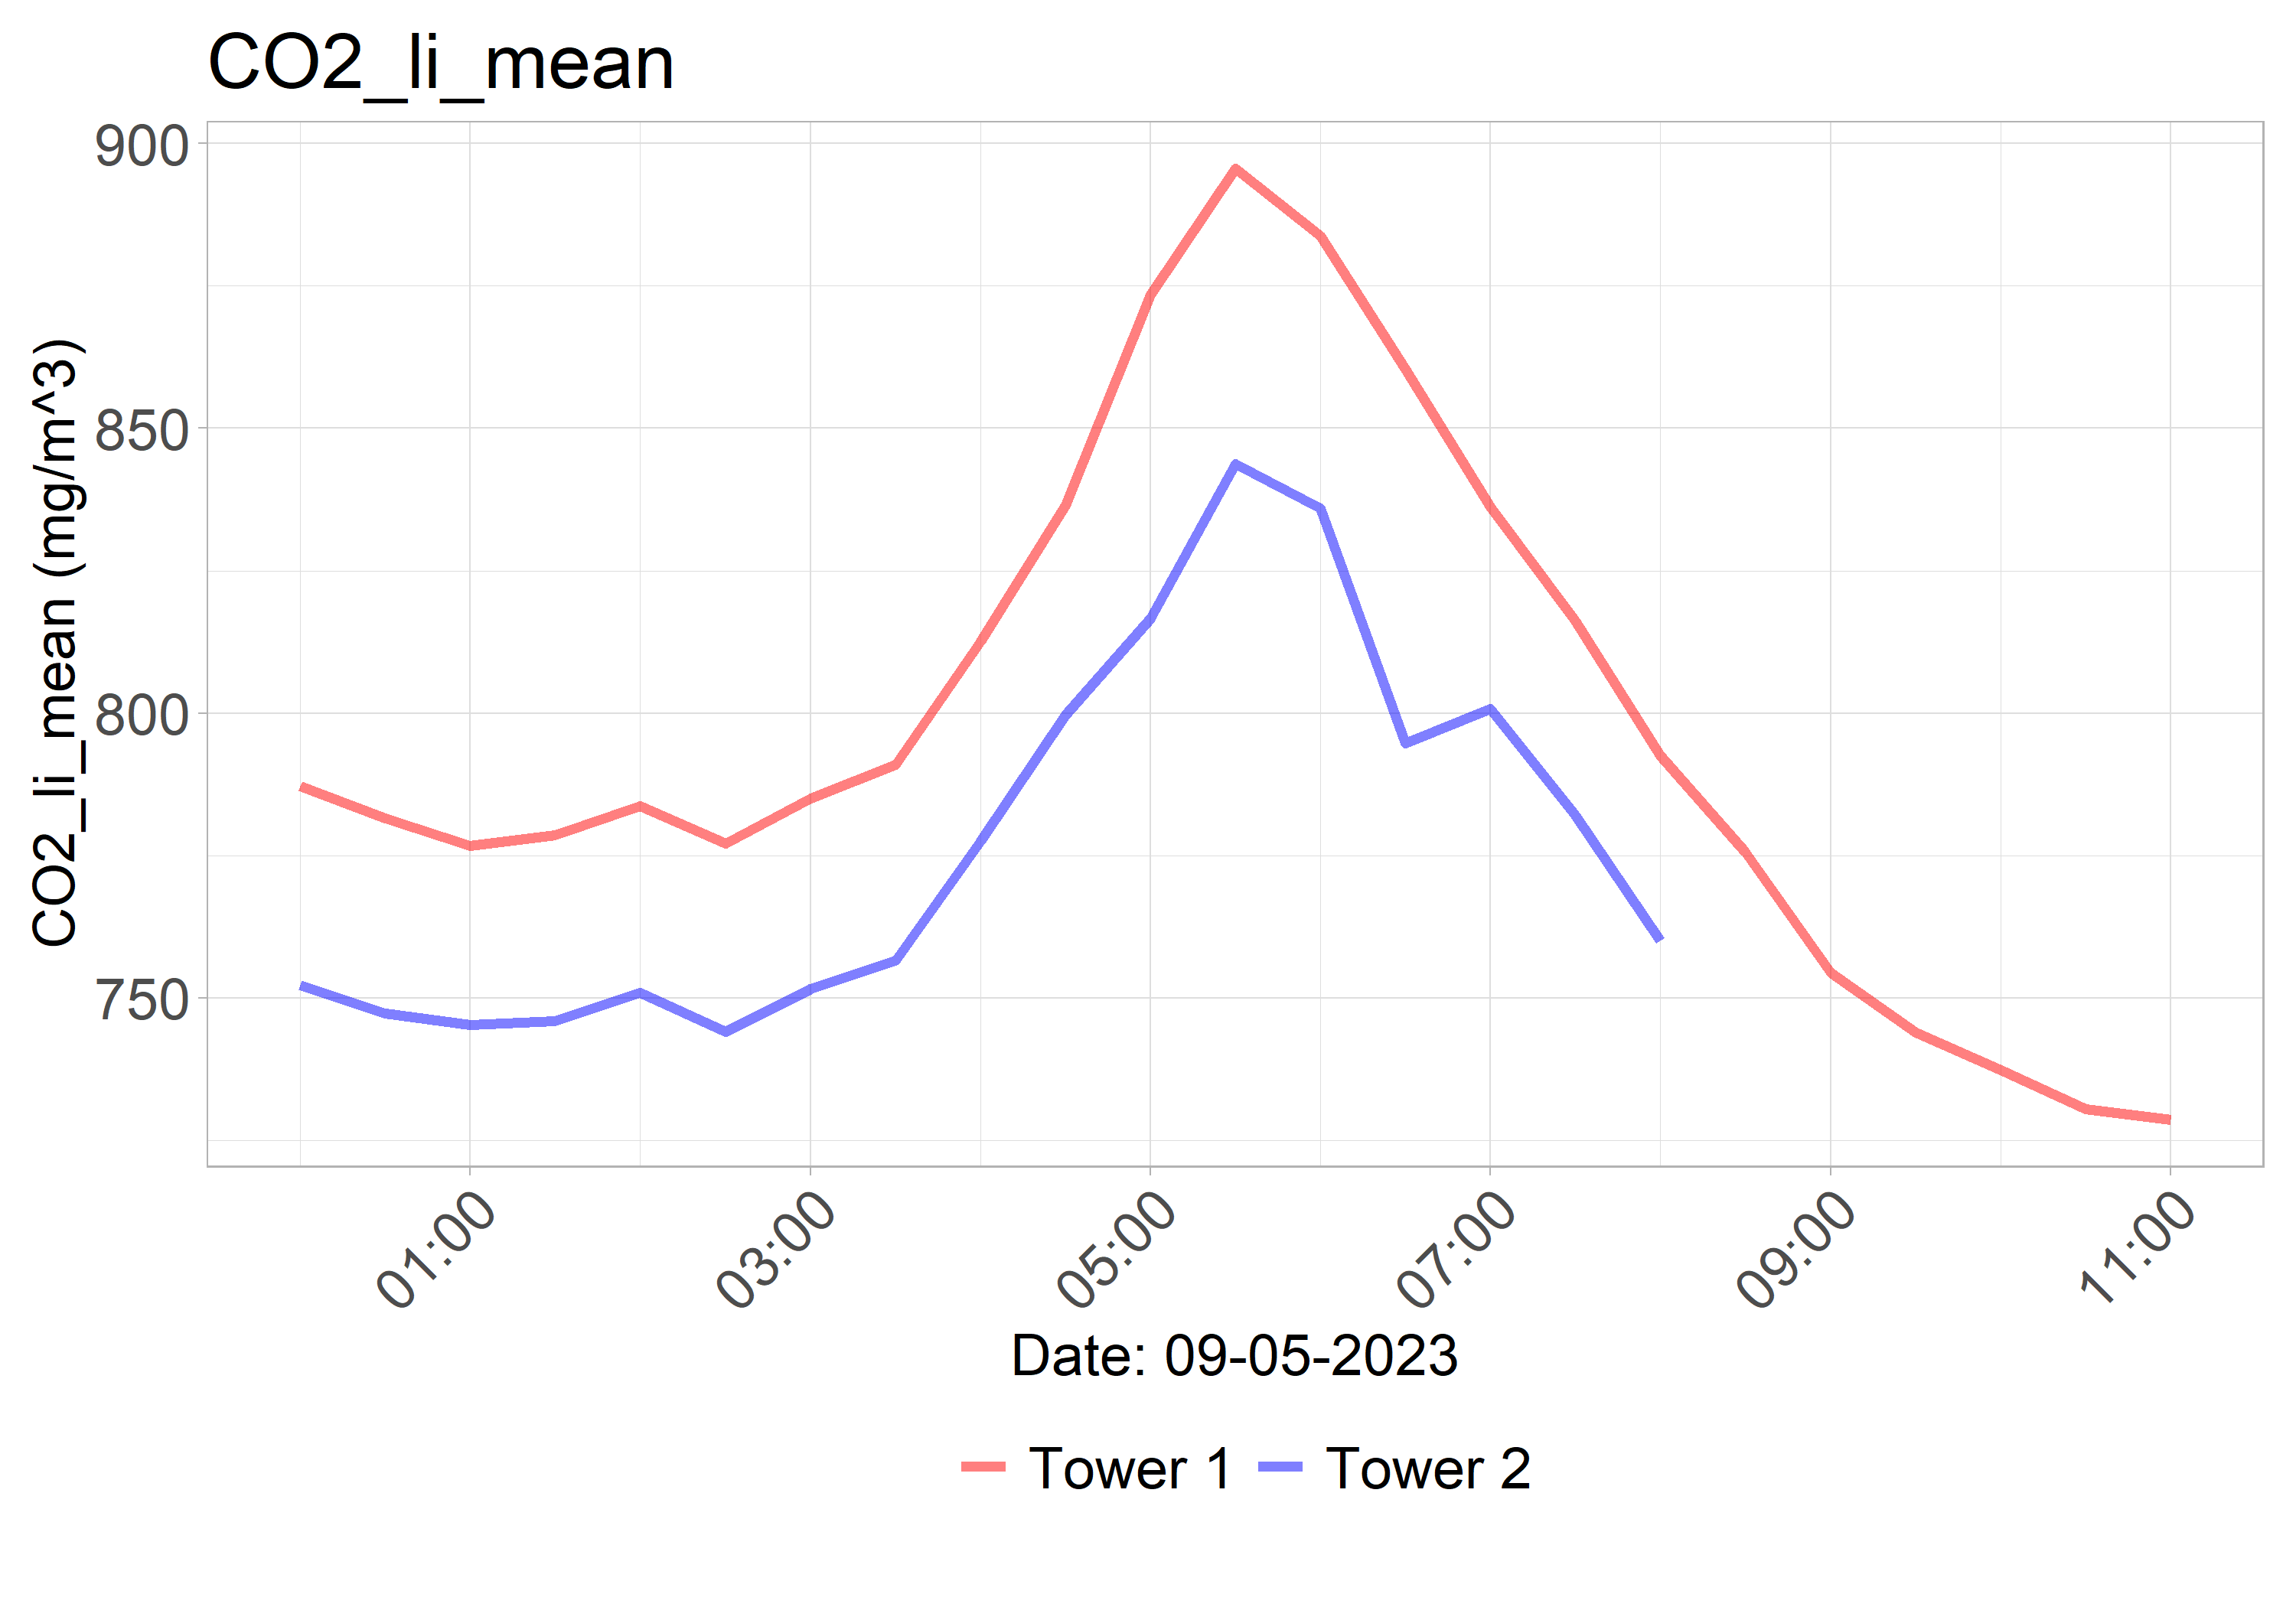 CO2_li_mean
CO2_li_mean (mg/m^3)
900
850
800
750
01:00
03:00
05:00
07:00
09:00
11:00
Date: 09-05-2023
Tower 1
Tower 2